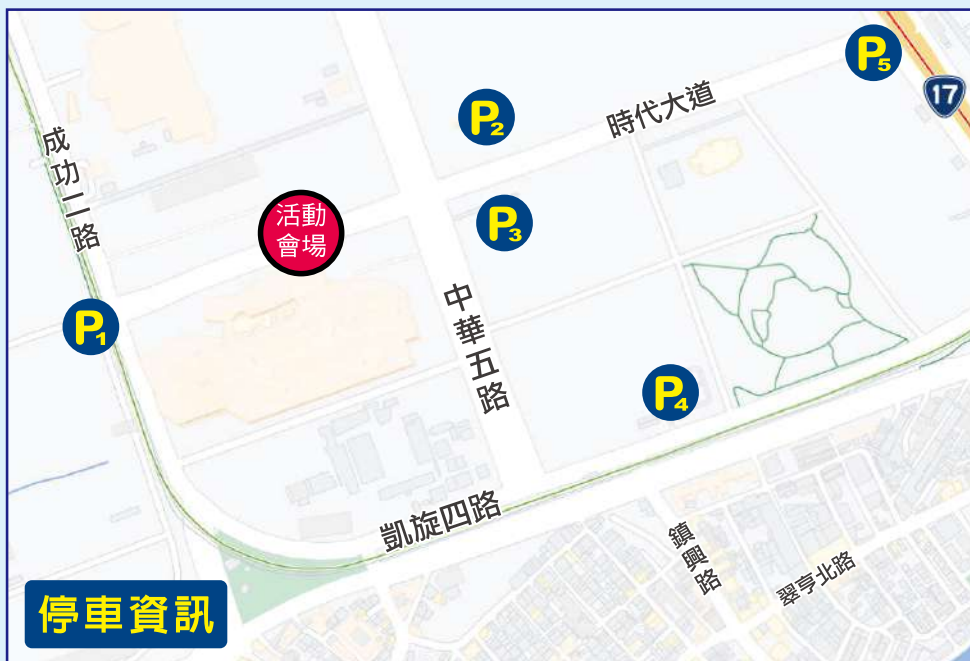 P5
17
P2
時代大道
成功二路
活動
會場
P3
P1
中華五路
P4
凱旋四路
鎮興路
翠亨北路
停車資訊